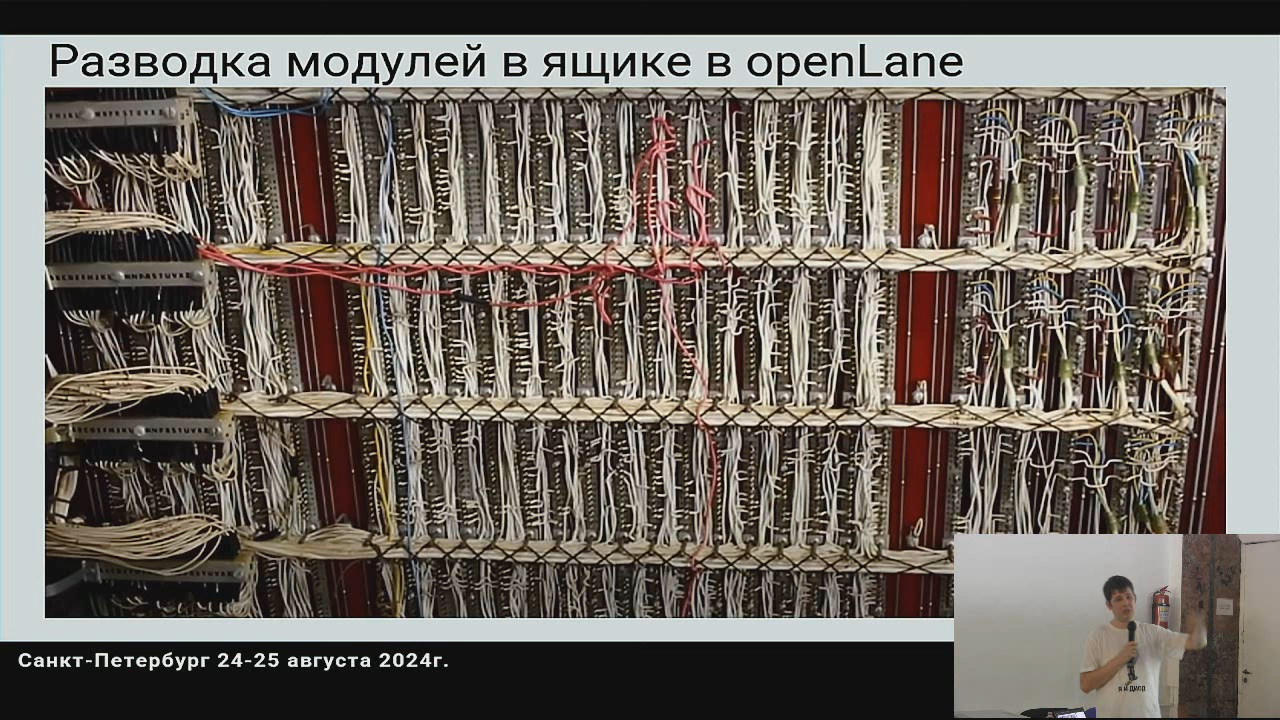 Разводка модулей в ящике в openLane
Санкт-Петербург 24-25 августа 2024г.